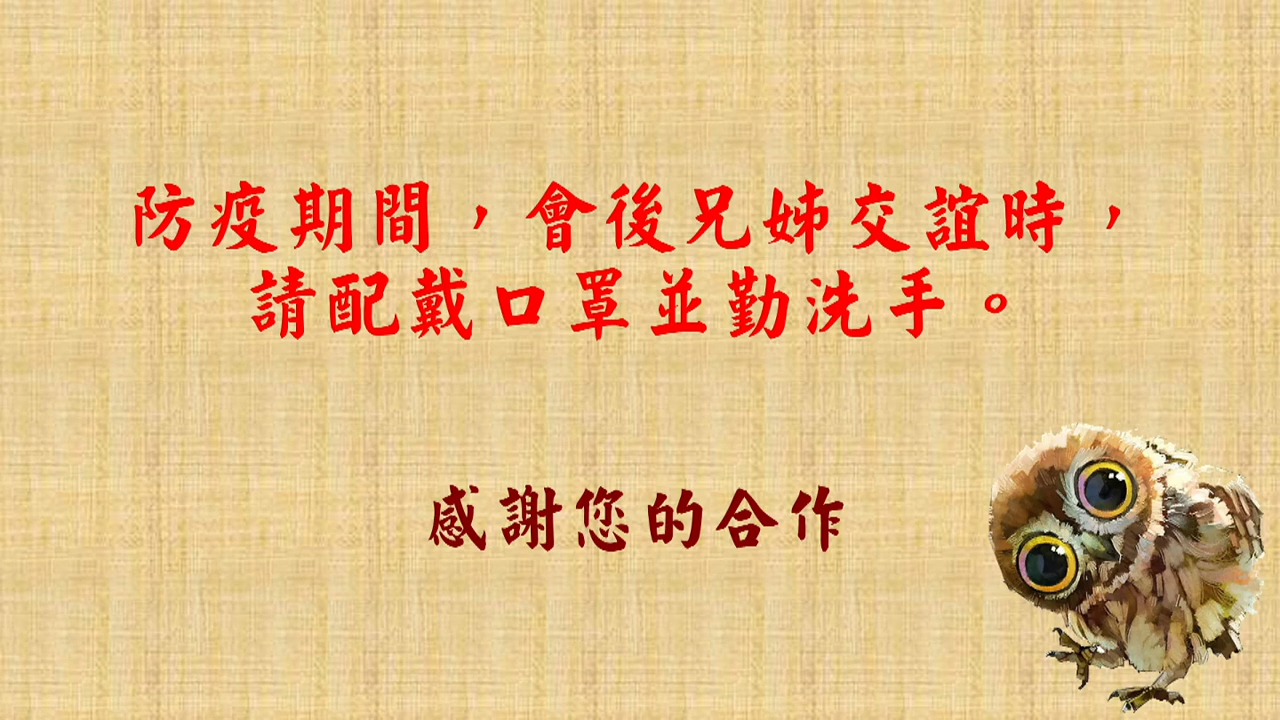 防疫期間，會後兄姊交誼時，
請配戴口罩並勤洗手。
感謝您的合作